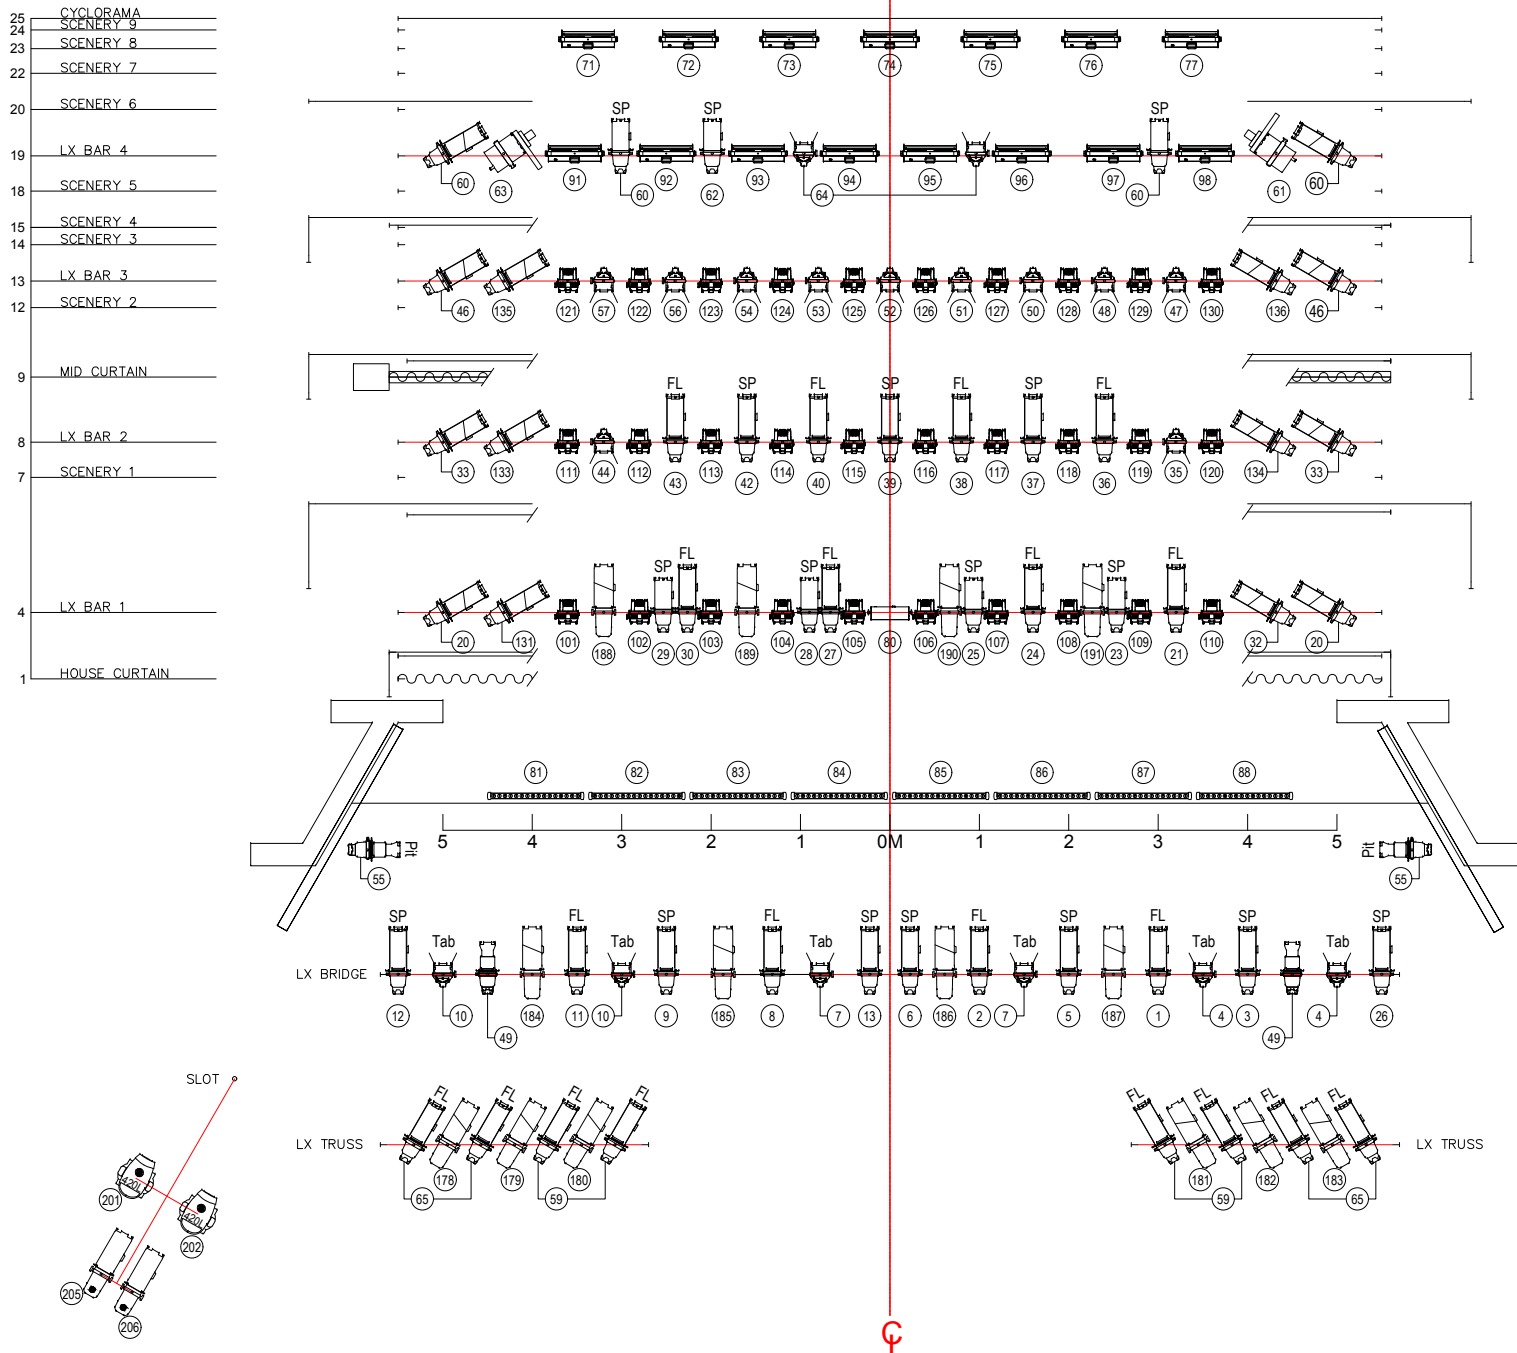 25 CYCLORAMA
24 SCENERY 9
23 SCENERY 8
71 72 73 74 75 76 77
22 SCENERY 7
20 SCENERY 6
SP SP SP
19 LX BAR 4
60 63 91 92 93 94 95 96 97 98 61 60
18 SCENERY 5
60 62 64 60
15 SCENERY 4
14 SCENERY 3
13 LX BAR 3
12 SCENERY 2
46 135 121 57 122 56 123 54 124 53 125 52 126 51 127 50 128 48 129 47 130 136 46
9 MID CURTAIN
FL SP FL SP FL SP FL
8 LX BAR 2
33 133 111 44 112 113 114 115 116 117 118 119 35 120 134 33
7 SCENERY 1
43 42 40 39 38 37 36
SP FL SP FL SP FL SP FL
4 LX BAR 1
20 131 101 102 103 104 105 80 106 107 108 109 110 32 20
188 29 30 189 28 27 190 25 24 191 23 21
1 HOUSE CURTAIN
81 82 83 84 85 86 87 88
5 4 3 2 1 0M 1 2 3 4 5
Pit Pit
55 55
SP Tab FL Tab SP FL Tab SP SP FL Tab SP FL Tab SP Tab SP
LX BRIDGE
12 10 184 11 10 9 185 8 7 13 6 186 2 7 5 187 1 4 3 4 26
49 49
SLOT
FL FL FL FL FL FL FL FL
LX TRUSS LX TRUSS
178 179 180 181 182 183
65 59 59 65
420L
201
420L
202
205
206